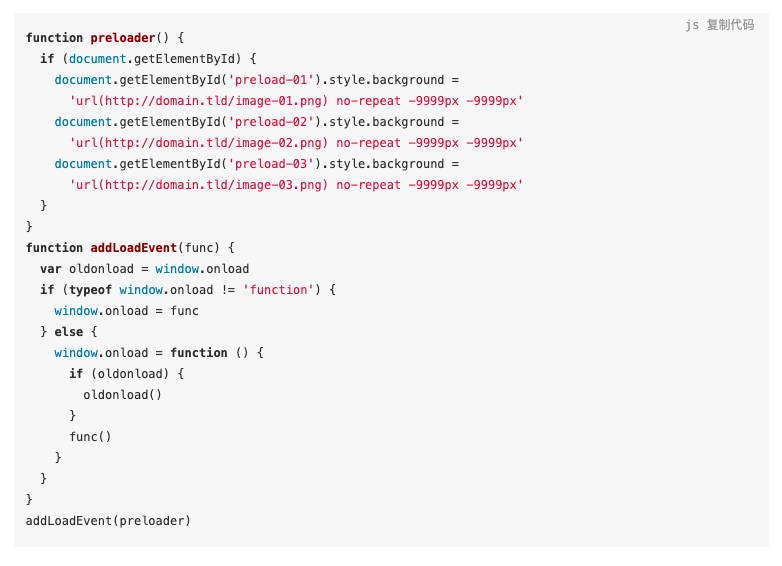 js 复制代码
function preloader() {
  if (document.getElementById) {
    document.getElementById('preload-01').style.background =
      'url(http://domain.tld/image-01.png) no-repeat -9999px -9999px'
    document.getElementById('preload-02').style.background =
      'url(http://domain.tld/image-02.png) no-repeat -9999px -9999px'
    document.getElementById('preload-03').style.background =
      'url(http://domain.tld/image-03.png) no-repeat -9999px -9999px'
  }
}
function addLoadEvent(func) {
  var oldonload = window.onload
  if (typeof window.onload != 'function') {
    window.onload = func
  } else {
    window.onload = function () {
      if (oldonload) {
        oldonload()
      }
      func()
    }
  }
}
addLoadEvent(preloader)